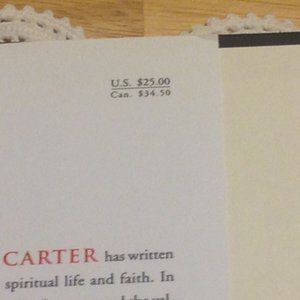 U.S. $25.00
Can. $34.50
CARTER has written
spiritual life and faith. In